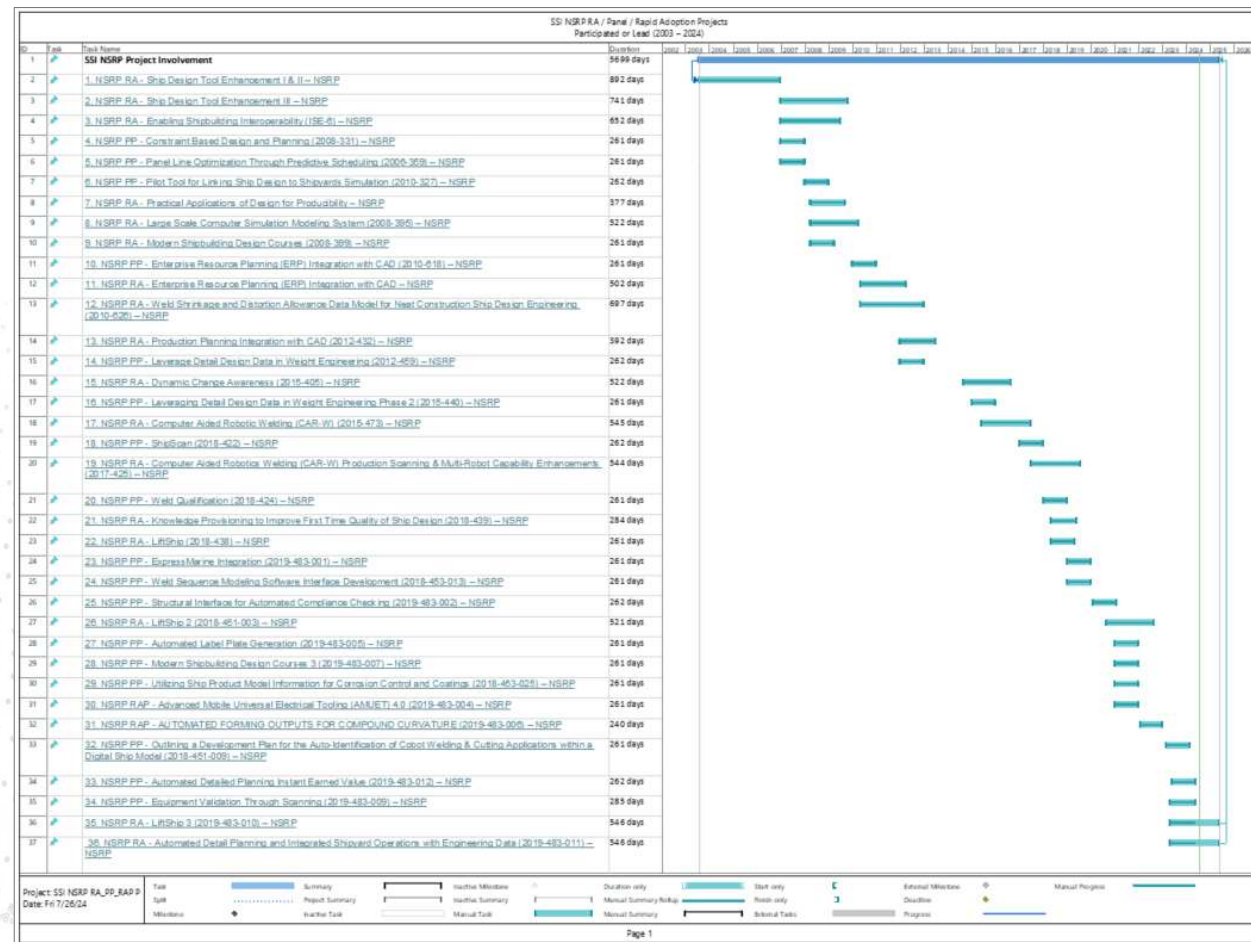 SSI NSRP RA / Panel / Rapid Adoption Projects
Participated or Lead (2003 – 2024)
ID Task Task Name Duration 2002 2003 2004 2005 2006 2007 2008 2009 2010 2011 2012 2013 2014 2015 2016 2017 2018 2019 2020 2021 2022 2023 2024 2025 2026
1 SSI NSRP Project Involvement 5699 days
2 1. NSRP RA - Ship Design Tool Enhancement I & II – NSRP 892 days
3 2. NSRP RA - Ship Design Tool Enhancement III – NSRP 741 days
4 3. NSRP RA - Enabling Shipbuilding Interoperability (ISE-6) – NSRP 652 days
5 4. NSRP PP - Constraint Based Design and Planning (2008-331) – NSRP 261 days
6 5. NSRP PP - Panel Line Optimization Through Predictive Scheduling (2006-359) – NSRP 261 days
7 6. NSRP PP - Pilot Tool for Linking Ship Design to Shipyards Simulation (2010-327) – NSRP 262 days
8 7. NSRP RA - Practical Applications of Design for Producibility – NSRP 377 days
9 8. NSRP RA - Large Scale Computer Simulation Modeling System (2008-395) – NSRP 522 days
10 9. NSRP RA - Modern Shipbuilding Design Courses (2008-399) – NSRP 261 days
11 10. NSRP PP - Enterprise Resource Planning (ERP) Integration with CAD (2010-618) – NSRP 261 days
12 11. NSRP RA - Enterprise Resource Planning (ERP) Integration with CAD – NSRP 502 days
13 12. NSRP RA - Weld Shrinkage and Distortion Allowance Data Model for Neat Construction Ship Design Engineering 697 days
(2010-626) – NSRP
14 13. NSRP RA - Production Planning Integration with CAD (2012-432) – NSRP 392 days
15 14. NSRP PP - Leverage Detail Design Data in Weight Engineering (2012-459) – NSRP 262 days
16 15. NSRP RA - Dynamic Change Awareness (2015-405) – NSRP 522 days
17 16. NSRP PP - Leveraging Detail Design Data in Weight Engineering Phase 2 (2015-440) – NSRP 261 days
18 17. NSRP RA - Computer Aided Robotic Welding (CAR-W) (2015-473) – NSRP 545 days
19 18. NSRP PP - ShipScan (2018-422) – NSRP 262 days
20 19. NSRP RA - Computer Aided Robotics Welding (CAR-W) Production Scanning & Multi-Robot Capability Enhancements 544 days
(2017-425) – NSRP
21 20. NSRP PP - Weld Qualification (2018-424) – NSRP 261 days
22 21. NSRP RA - Knowledge Provisioning to Improve First Time Quality of Ship Design (2018-439) – NSRP 284 days
23 22. NSRP RA - LiftShip (2018-438) – NSRP 261 days
24 23. NSRP PP - ExpressMarine Integration (2019-483-001) – NSRP 261 days
25 24. NSRP PP - Weld Sequence Modeling Software Interface Development (2018-453-013) – NSRP 261 days
26 25. NSRP PP - Structural Interface for Automated Compliance Checking (2019-483-002) – NSRP 262 days
27 26. NSRP RA - LiftShip 2 (2018-451-003) – NSRP 521 days
28 27. NSRP PP - Automated Label Plate Generation (2019-483-005) – NSRP 261 days
29 28. NSRP PP - Modern Shipbuilding Design Courses 3 (2019-483-007) – NSRP 261 days
30 29. NSRP PP - Utilizing Ship Product Model Information for Corrosion Control and Coatings (2018-453-025) – NSRP 261 days
31 30. NSRP RAP - Advanced Mobile Universal Electrical Tooling (AMUET) 4.0 (2019-483-004) – NSRP 261 days
32 31. NSRP RAP - AUTOMATED FORMING OUTPUTS FOR COMPOUND CURVATURE (2019-483-006) – NSRP 240 days
33 32. NSRP PP - Outlining a Development Plan for the Auto-Identification of Cobot Welding & Cutting Applications within a 261 days
Digital Ship Model (2018-451-009) – NSRP
34 33. NSRP PP - Automated Detailed Planning Instant Earned Value (2019-483-012) – NSRP 262 days
35 34. NSRP PP - Equipment Validation Through Scanning (2019-483-009) – NSRP 285 days
36 35. NSRP RA - LiftShip 3 (2019-483-010) – NSRP 546 days
37 36. NSRP RA - Automated Detail Planning and Integrated Shipyard Operations with Engineering Data (2019-483-011) – 546 days
NSRP
Project: SSI NSRP RA_PP_RAP P
Date: Fri 7/26/24
Task Summary Inactive Milestone Duration only Start only External Milestone Manual Progress
Split Project Summary Inactive Summary Manual Summary Rollup Finish only Deadline
Milestone Inactive Task Manual Task Manual Summary External Tasks Progress
Page 1